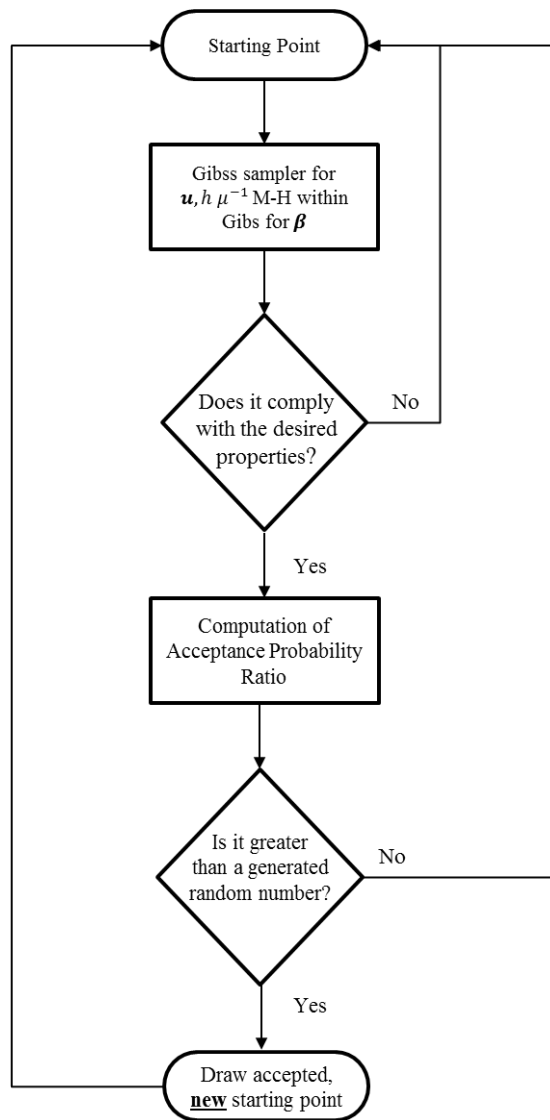 Starting Point
Gibss sampler for
𝒖, ℎ 𝜇⁻¹ M-H within
Gibs for 𝜷
Does it comply
with the desired
properties?
No
Yes
Computation of
Acceptance Probability
Ratio
Is it greater
than a generated
random number?
No
Yes
Draw accepted,
new starting point